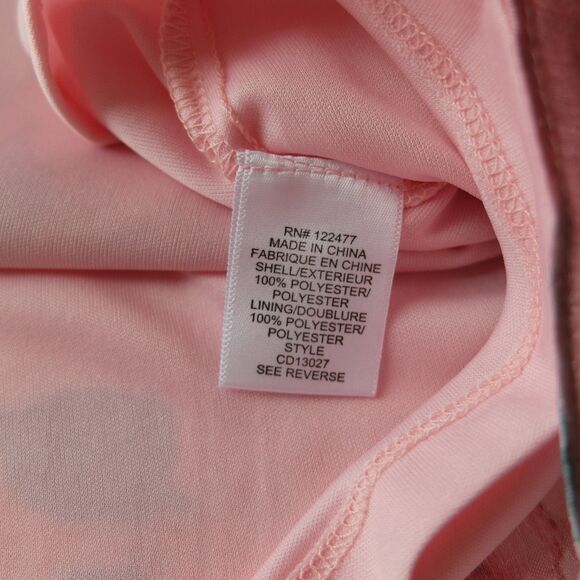 RN# 122477
MADE IN CHINA
FABRIQUE EN CHINE
SHELL/EXTERIEUR
100% POLYESTER/
POLYESTER
LINING/DOUBLURE
100% POLYESTER/
POLYESTER
STYLE
CD13027
SEE REVERSE